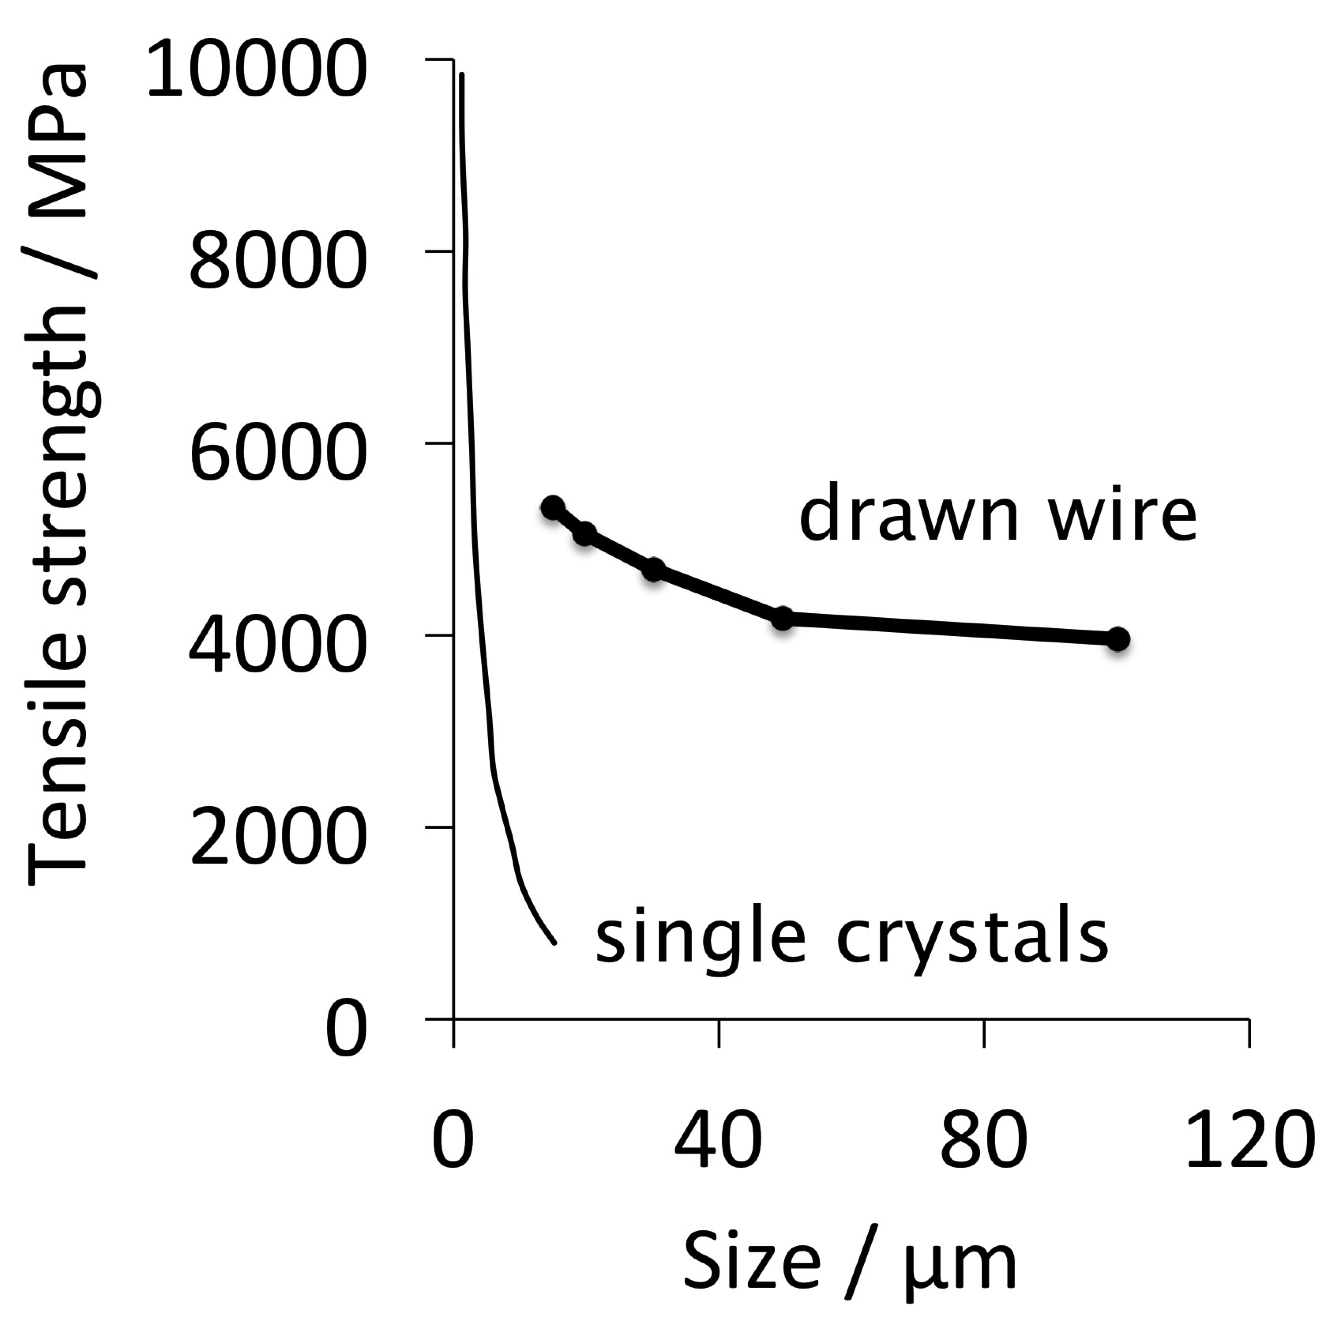 Tensile strength / MPa
10000
8000
6000
4000
2000
0
drawn wire
single crystals
0 40 80 120
Size / μm